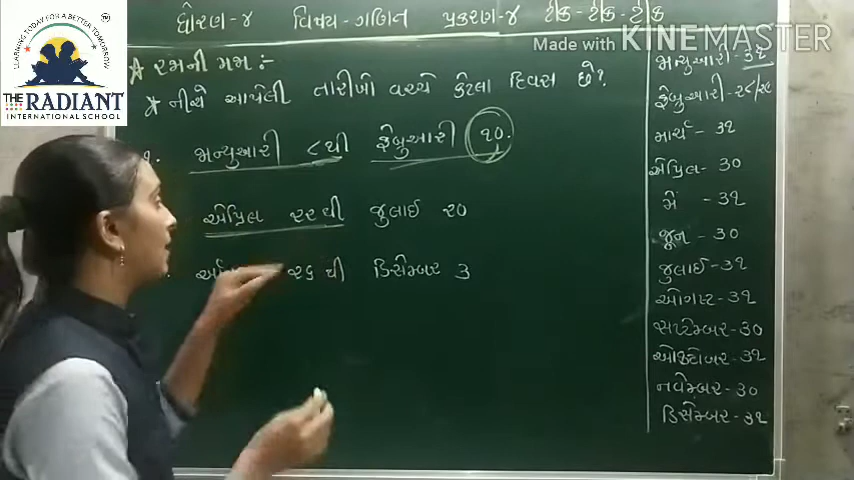 LEARNING TODAY FOR A BETTER TOMORROW
THE RADIANT
INTERNATIONAL SCHOOL
Made with KINEMASTER
ધોરણ-૪ વિષય-ગણિત પ્રકરણ-૪ ટીક-ટીક-ટીક
રમની મમ:-
* નીચે આપેલી તારીખો વચ્ચે કેટલા દિવસ છે?
૧. જાન્યુઆરી ૮થી ફેબ્રુઆરી ૧૦.
એપ્રિલ ૨૨થી જુલાઈ ૨૦
૨૬ થી ડિસેમ્બર ૩
જાન્યુઆરી-૩૧
ફેબ્રુઆરી-૨૮/૨૯
માર્ચ - ૩૧
એપ્રિલ- ૩૦
મેં - ૩૧
જૂન - ૩૦
જુલાઈ-૩૧
ઓગસ્ટ-૩૧
સપ્ટેમ્બર-૩૦
ઓક્ટોબર-૩૧
નવેમ્બર-૩૦
ડિસેમ્બર-૩૧